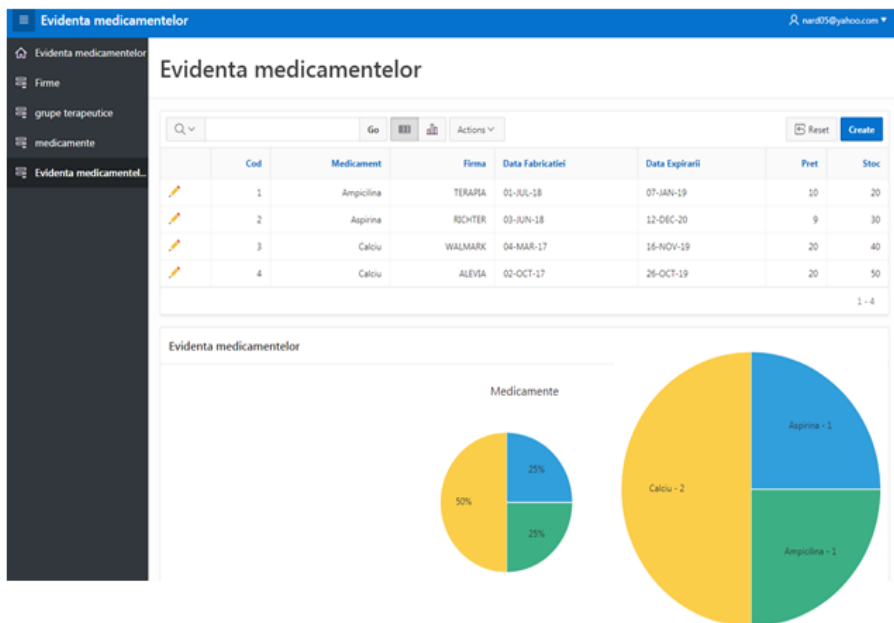 Evidenta medicamentelor
nard05@yahoo.com
Evidenta medicamentelor
Firme
grupe terapeutice
medicamente
Evidenta medicamentel...
Evidenta medicamentelor
Go Actions Reset Create
Cod Medicament Firma Data Fabricatiei Data Expirarii Pret Stoc
1 Ampicilina TERAPIA 01-JUL-18 07-JAN-19 10 20
2 Aspirina RICHTER 03-JUN-18 12-DEC-20 9 30
3 Calciu WALMARK 04-MAR-17 16-NOV-19 20 40
4 Calciu ALEVIA 02-OCT-17 26-OCT-19 20 50
1 - 4
Evidenta medicamentelor
Medicamente
25%
50%
25%
Aspirina - 1
Calciu - 2
Ampicilina - 1